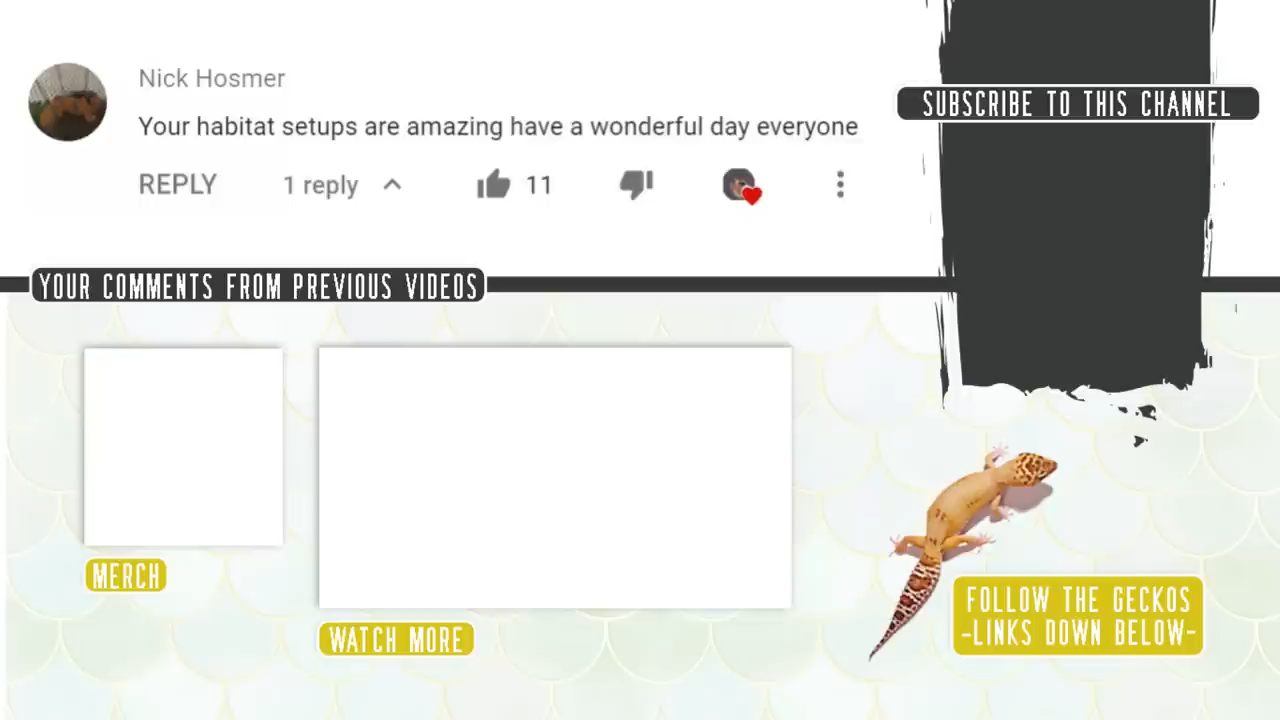 Nick Hosmer
Your habitat setups are amazing have a wonderful day everyone
REPLY 1 reply 11
SUBSCRIBE TO THIS CHANNEL
YOUR COMMENTS FROM PREVIOUS VIDEOS
MERCH
WATCH MORE
FOLLOW THE GECKOS
-LINKS DOWN BELOW-